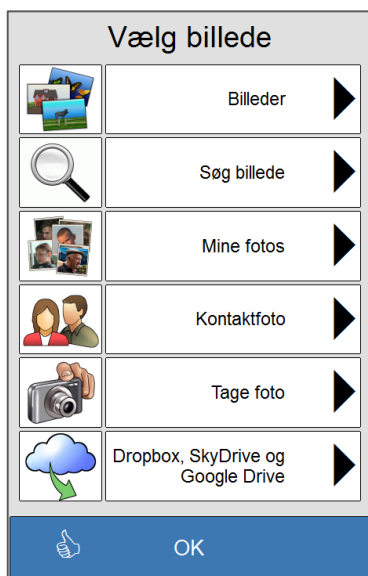 Vælg billede
Billeder
Søg billede
Mine fotos
Kontaktfoto
Tage foto
Dropbox, SkyDrive og
Google Drive
OK